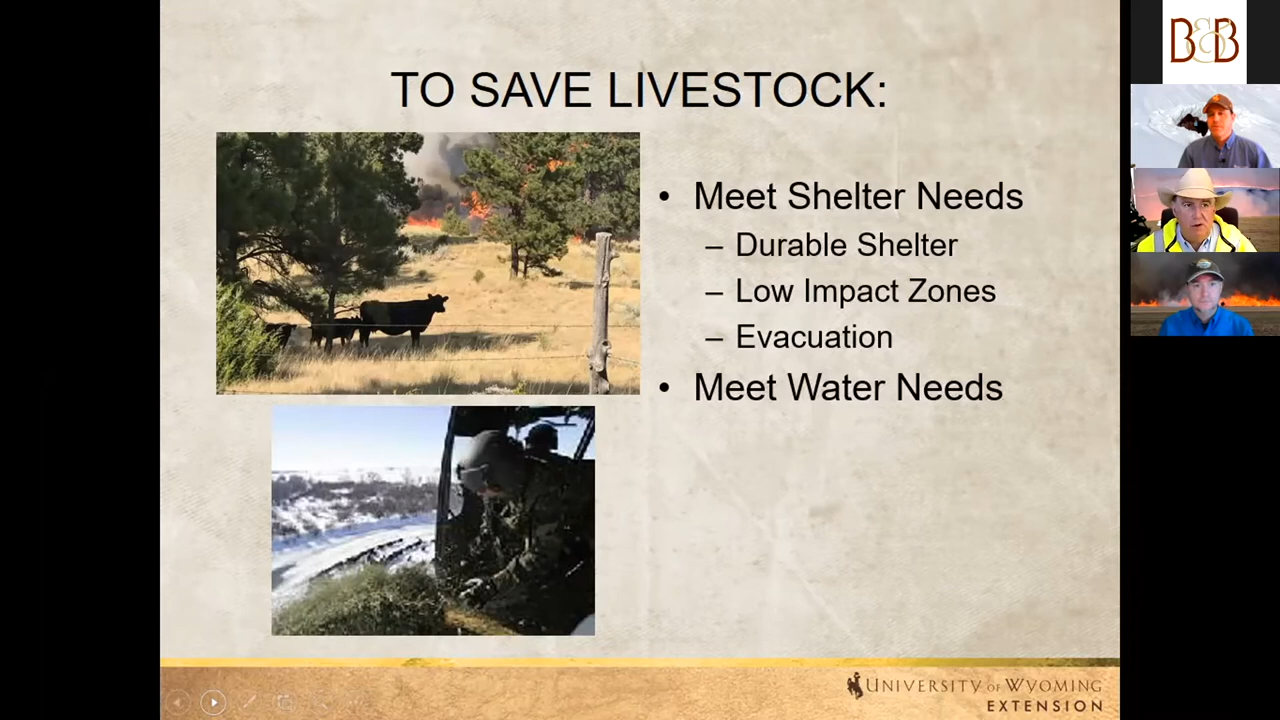 TO SAVE LIVESTOCK:
• Meet Shelter Needs
– Durable Shelter
– Low Impact Zones
– Evacuation
• Meet Water Needs
UNIVERSITY OF WYOMING
EXTENSION
B&B